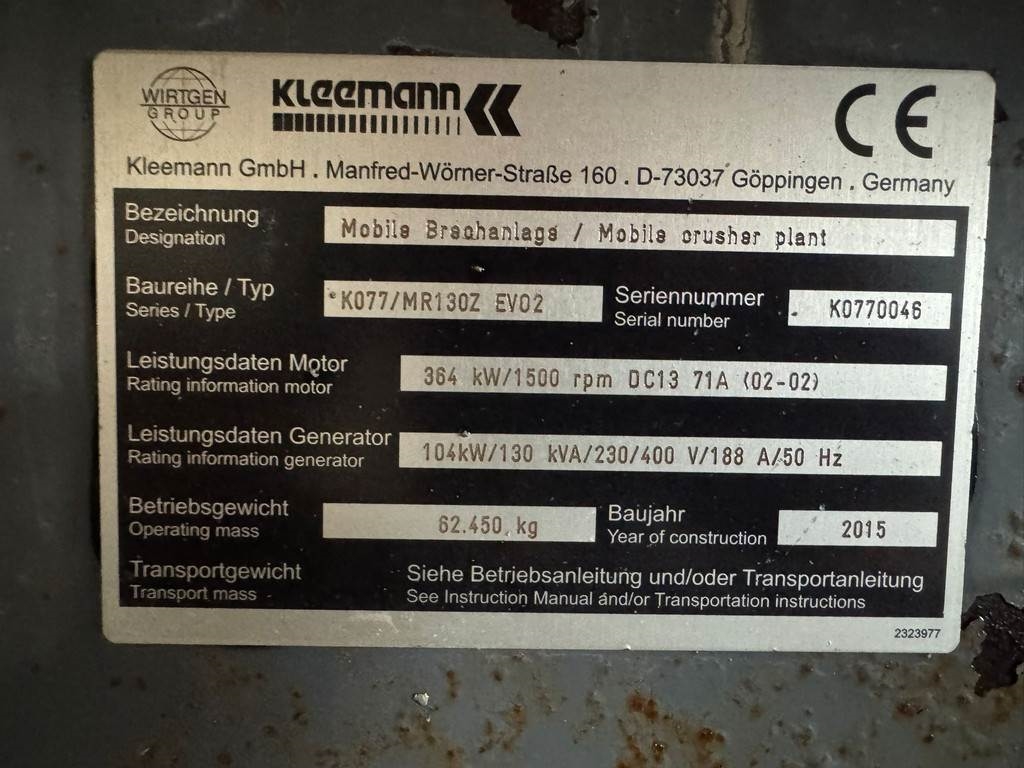 WIRTGEN
GROUP
KLEEMANN
CE
Kleemann GmbH . Manfred-Wörner-Straße 160 . D-73037 Göppingen . Germany
Bezeichnung
Designation
Mobile Brechanlage / Mobile crusher plant
Baureihe / Typ
Series / Type
K077/MR130Z EVO2
Seriennummer
Serial number
K0770046
Leistungsdaten Motor
Rating information motor
364 kW/1500 rpm DC13 71A (02-02)
Leistungsdaten Generator
Rating information generator
104kW/130 kVA/230/400 V/188 A/50 Hz
Betriebsgewicht
Operating mass
62.450 kg
Baujahr
Year of construction
2015
Transportgewicht
Transport mass
Siehe Betriebsanleitung und/oder Transportanleitung
See Instruction Manual and/or Transportation instructions
2323977